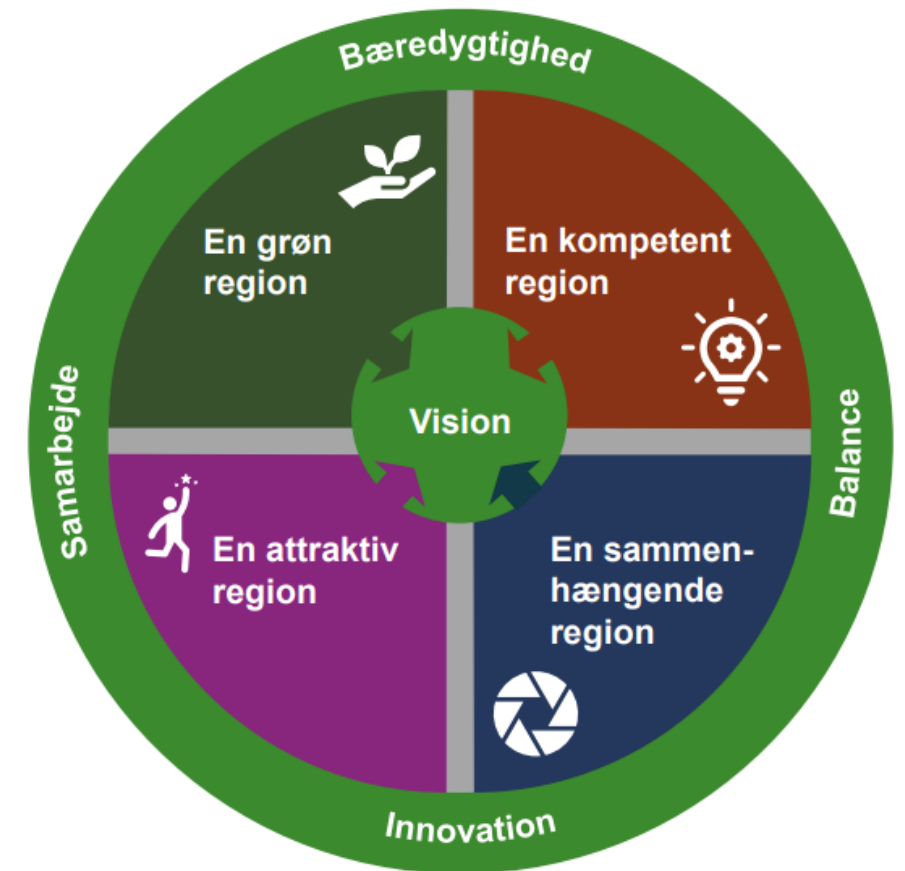 Bæredygtighed
En grøn
region
En kompetent
region
Samarbejde
Vision
Balance
En attraktiv
region
En sammen-
hængende
region
Innovation